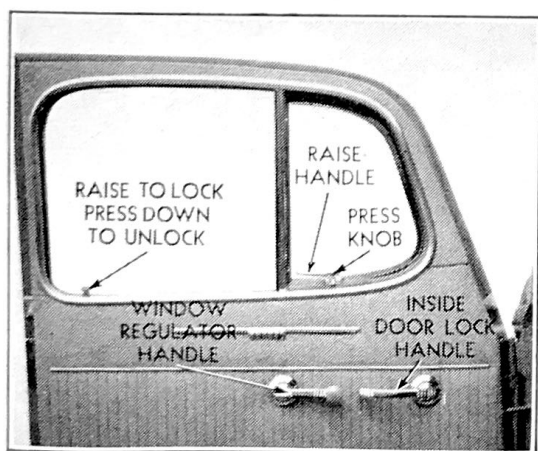 RAISE
HANDLE
RAISE TO LOCK
PRESS DOWN
TO UNLOCK
PRESS
KNOB
WINDOW
REGULATOR
HANDLE
INSIDE
DOOR LOCK
HANDLE